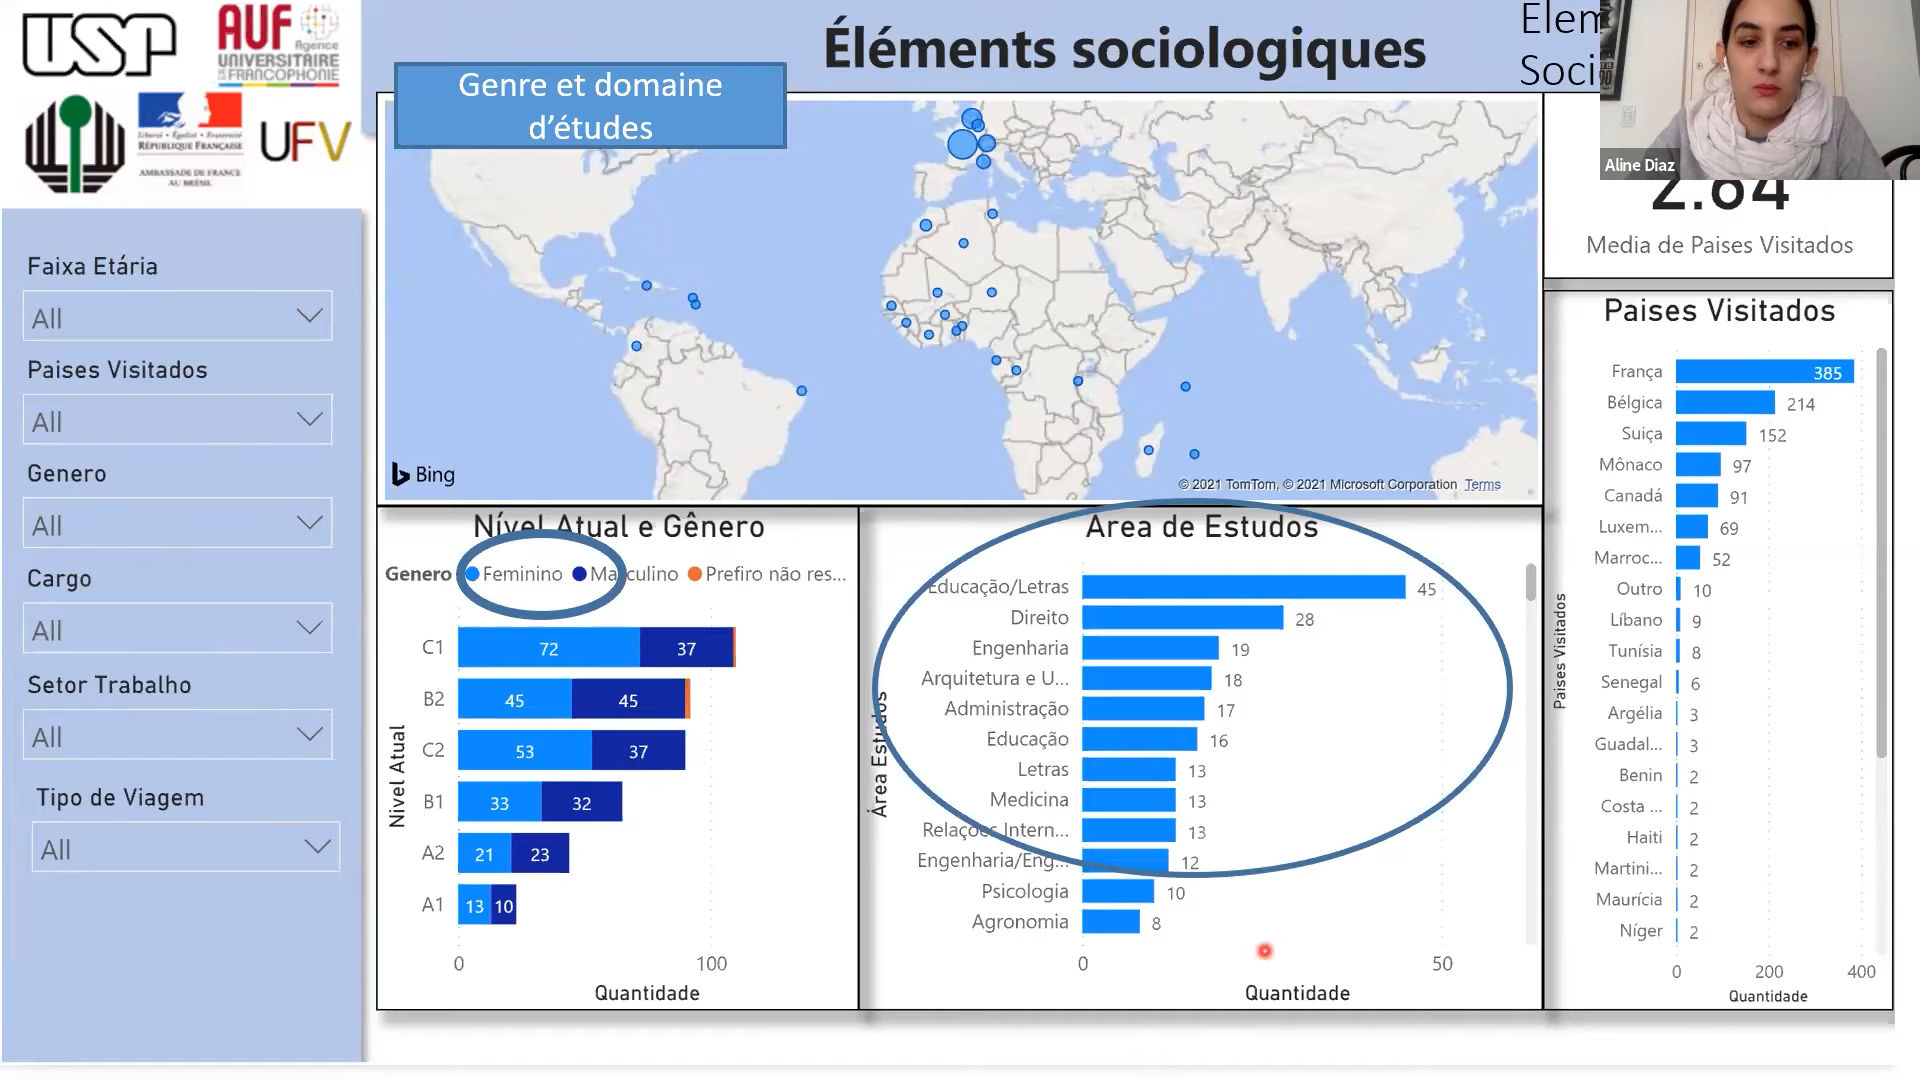 USP
AUF
Agence
UNIVERSITAIRE
DE LA FRANCOPHONIE
Liberté • Égalité • Fraternité
RÉPUBLIQUE FRANÇAISE
AMBASSADE DE FRANCE
AU BRÉSIL
UFV
Éléments sociologiques
Elem
Soci
Genre et domaine
d’études
Aline Diaz
2.64
Media de Paises Visitados
Faixa Etária
All
Paises Visitados
All
Genero
All
Cargo
All
Setor Trabalho
All
Tipo de Viagem
All
Bing
© 2021 TomTom, © 2021 Microsoft Corporation Terms
Nível Atual e Gênero
Genero Feminino Masculino Prefiro não res...
Nivel Atual
C1 72 37
B2 45 45
C2 53 37
B1 33 32
A2 21 23
A1 13 10
0 100
Quantidade
Area de Estudos
Área Estudos
Educação/Letras 45
Direito 28
Engenharia 19
Arquitetura e U... 18
Administração 17
Educação 16
Letras 13
Medicina 13
Relações Intern... 13
Engenharia/Eng... 12
Psicologia 10
Agronomia 8
0 50
Quantidade
Paises Visitados
Paises Visitados
França 385
Bélgica 214
Suiça 152
Mônaco 97
Canadá 91
Luxem... 69
Marroc... 52
Outro 10
Líbano 9
Tunísia 8
Senegal 6
Argélia 3
Guadal... 3
Benin 2
Costa ... 2
Haiti 2
Martini... 2
Maurícia 2
Níger 2
0 200 400
Quantidade